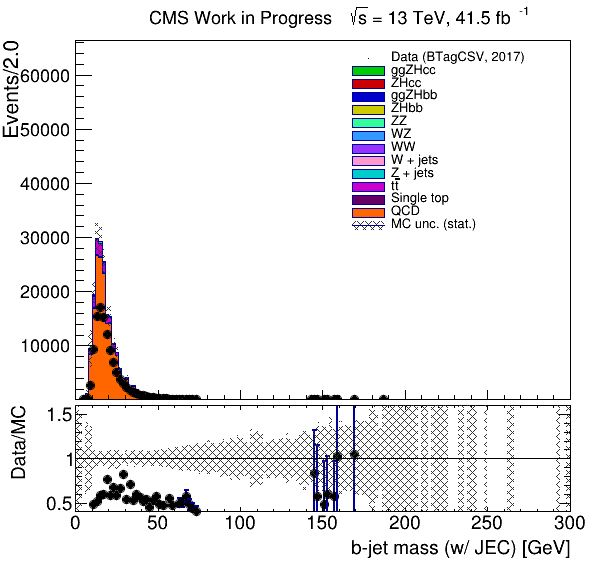 CMS Work in Progress √s = 13 TeV, 41.5 fb⁻¹
Events/2.0
60000
50000
40000
30000
20000
10000
Data (BTagCSV, 2017)
ggZHcc
ZHcc
ggZHbb
ZHbb
ZZ
WZ
WW
W + jets
Z + jets
tt̅
Single top
QCD
MC unc. (stat.)
Data/MC
1.5
1
0.5
0 50 100 150 200 250 300
b-jet mass (w/ JEC) [GeV]